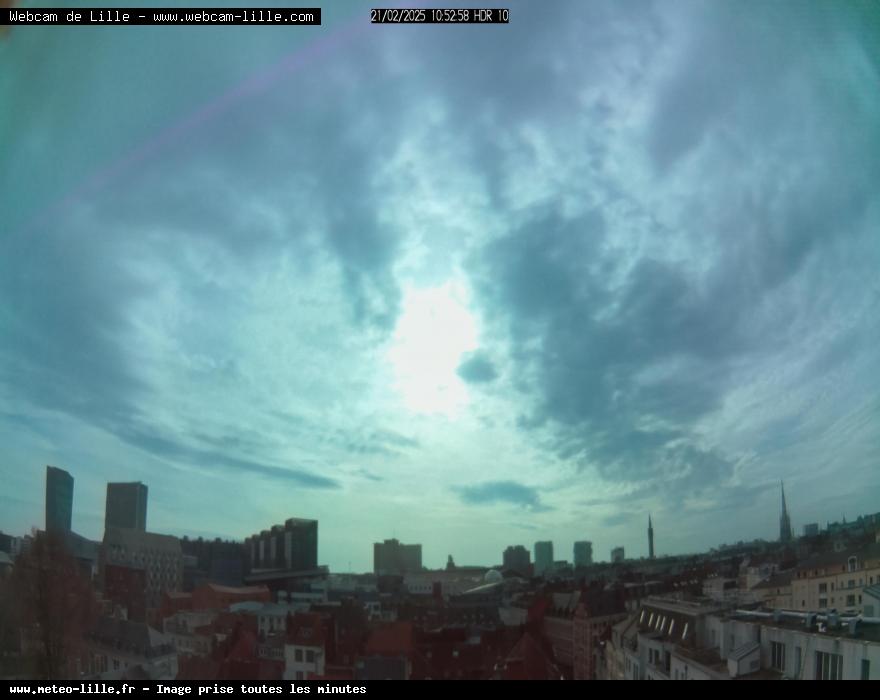 Webcam de Lille - www.webcam-lille.com
21/02/2025 10:52:58 HDR 10
www.meteo-lille.fr - Image prise toutes les minutes